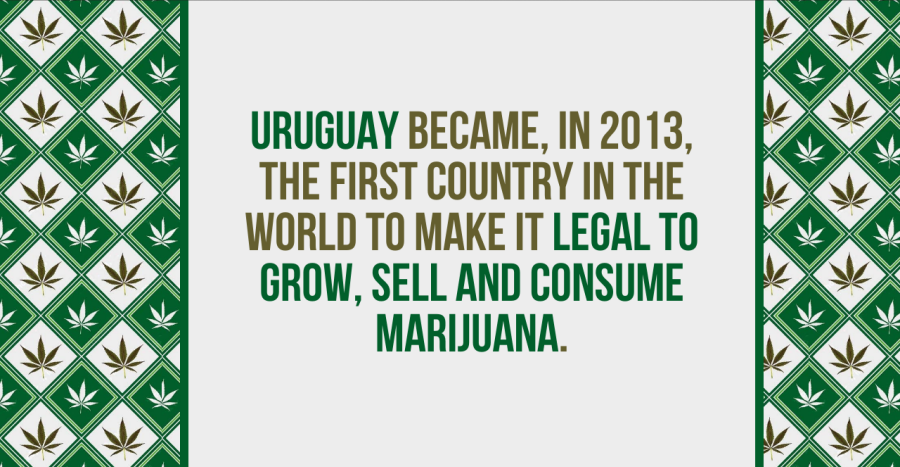 URUGUAY BECAME, IN 2013,
THE FIRST COUNTRY IN THE
WORLD TO MAKE IT LEGAL TO
GROW, SELL AND CONSUME
MARIJUANA.